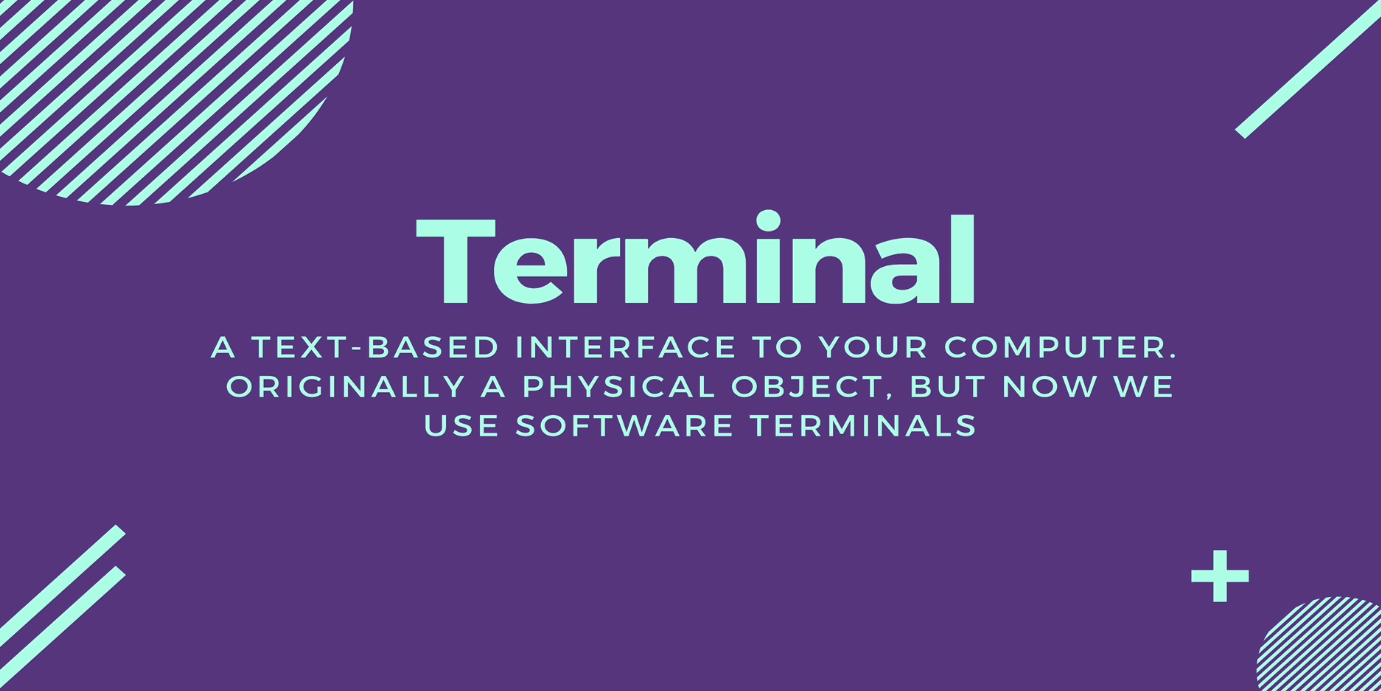 Terminal
A TEXT-BASED INTERFACE TO YOUR COMPUTER.
ORIGINALLY A PHYSICAL OBJECT, BUT NOW WE
USE SOFTWARE TERMINALS